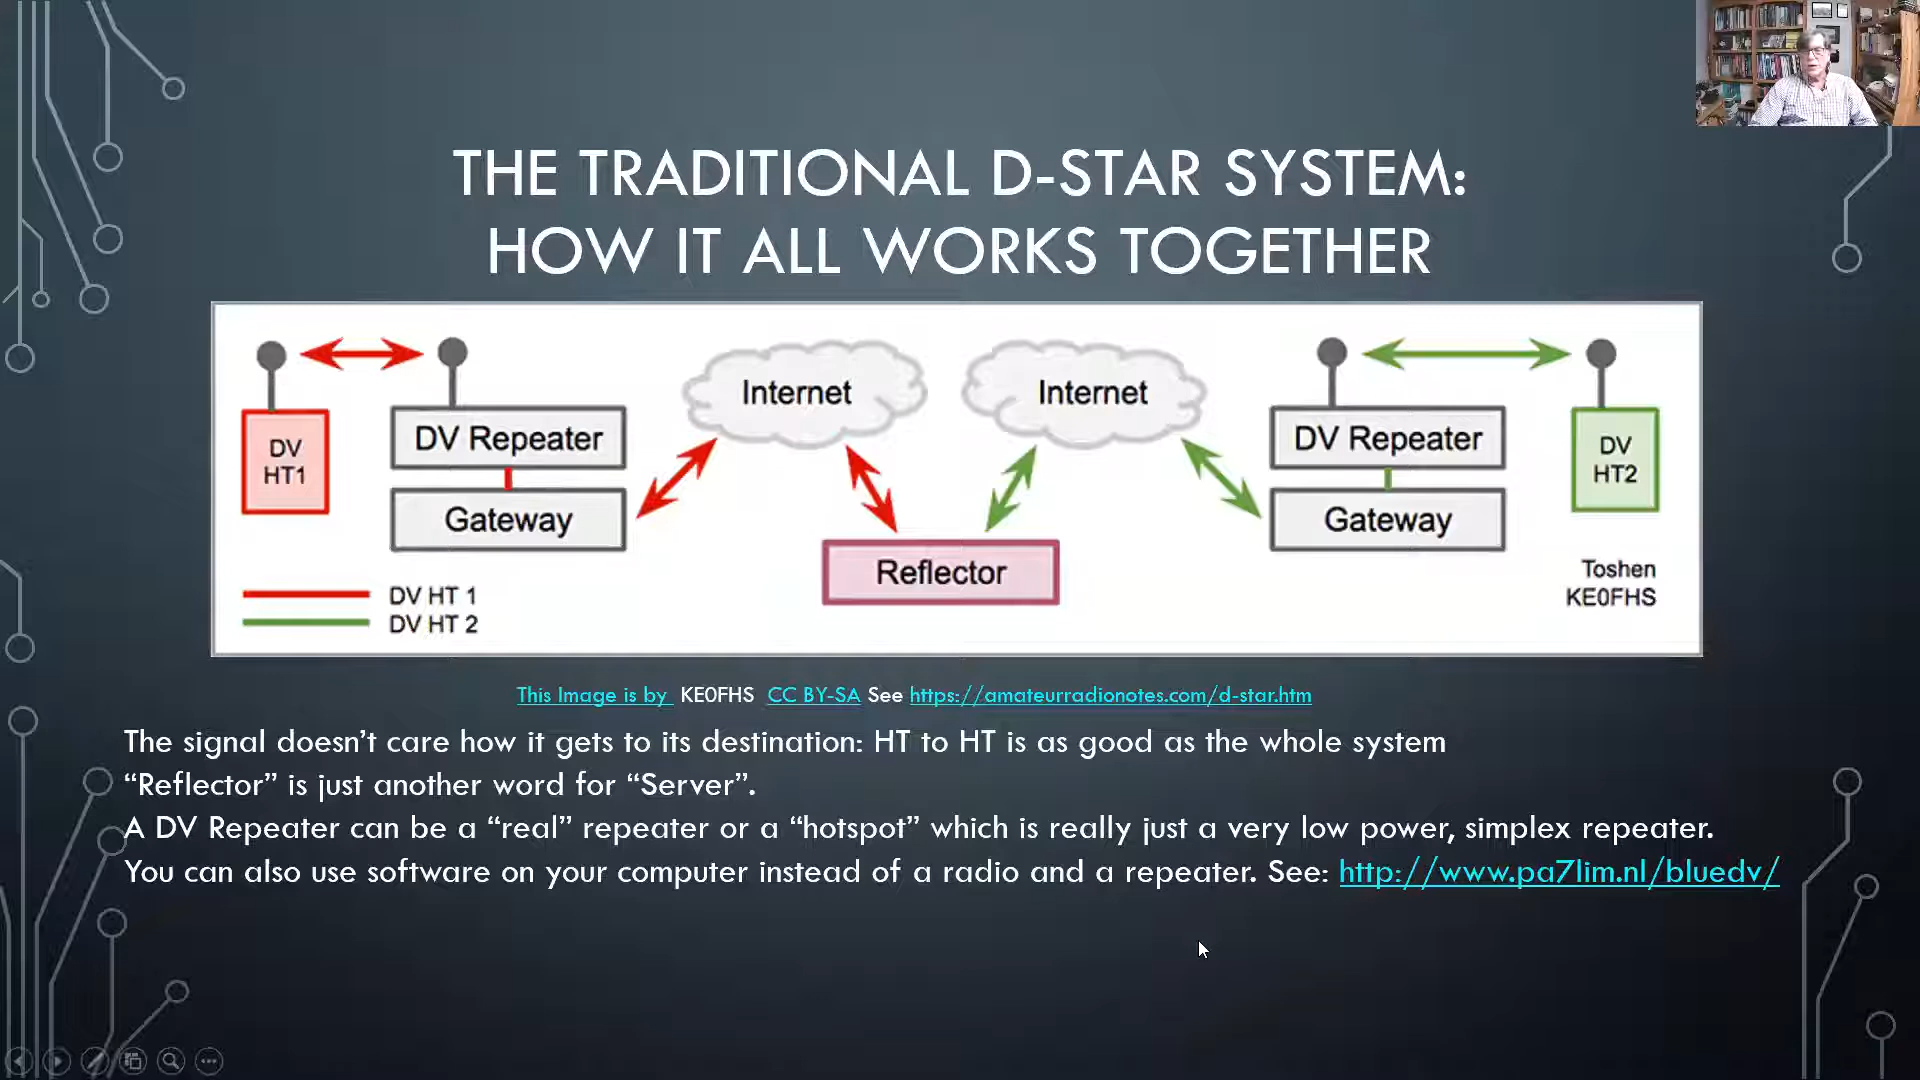 THE TRADITIONAL D-STAR SYSTEM:
HOW IT ALL WORKS TOGETHER
DV
HT1
DV Repeater
Gateway
Internet
Internet
Reflector
DV Repeater
Gateway
DV
HT2
DV HT 1
DV HT 2
Toshen
KE0FHS
This Image is by KE0FHS CC BY-SA See https://amateurradionotes.com/d-star.htm
The signal doesn’t care how it gets to its destination: HT to HT is as good as the whole system
“Reflector” is just another word for “Server”.
A DV Repeater can be a “real” repeater or a “hotspot” which is really just a very low power, simplex repeater.
You can also use software on your computer instead of a radio and a repeater. See: http://www.pa7lim.nl/bluedv/